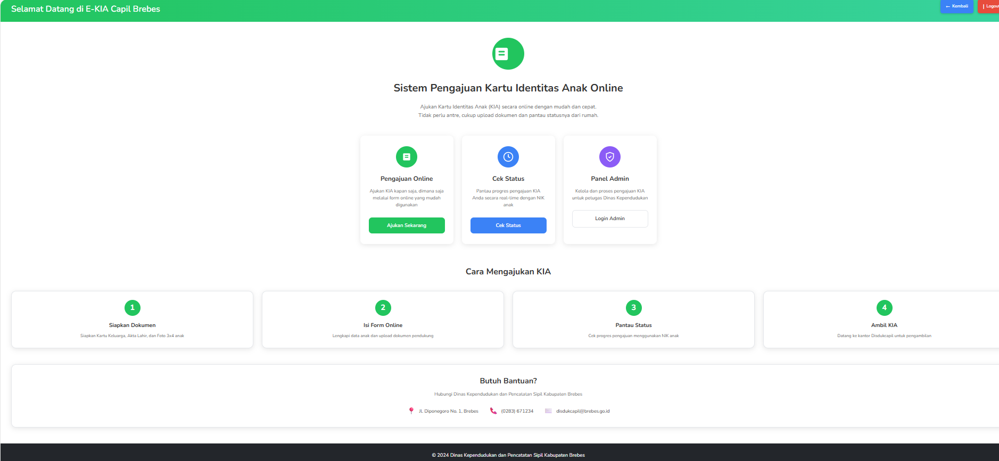 Selamat Datang di E-KIA Capil Brebes
← Kembali
| Logout
Sistem Pengajuan Kartu Identitas Anak Online
Ajukan Kartu Identitas Anak (KIA) secara online dengan mudah dan cepat.
Tidak perlu antre, cukup upload dokumen dan pantau statusnya dari rumah.
Pengajuan Online
Ajukan KIA kapan saja, dimana saja
melalui form online yang mudah
digunakan
Ajukan Sekarang
Cek Status
Pantau progres pengajuan KIA
Anda secara real-time dengan NIK
anak
Cek Status
Panel Admin
Kelola dan proses pengajuan KIA
untuk petugas Dinas Kependudukan
Login Admin
Cara Mengajukan KIA
1
Siapkan Dokumen
Siapkan Kartu Keluarga, Akta Lahir, dan Foto 3x4 anak
2
Isi Form Online
Lengkapi data anak dan upload dokumen pendukung
3
Pantau Status
Cek progres pengajuan menggunakan NIK anak
4
Ambil KIA
Datang ke kantor Disdukcapil untuk pengambilan
Butuh Bantuan?
Hubungi Dinas Kependudukan dan Pencatatan Sipil Kabupaten Brebes
Jl. Diponegoro No. 1, Brebes
(0283) 671234
disdukcapil@brebes.go.id
© 2024 Dinas Kependudukan dan Pencatatan Sipil Kabupaten Brebes